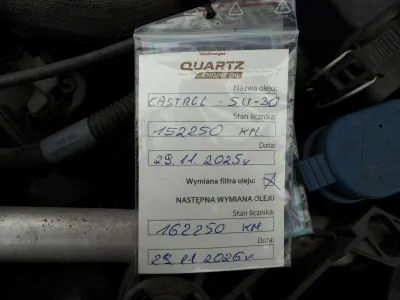 TotalEnergies
QUARTZ
ENGINE OIL
Nazwa oleju:
CASTROL - 5W-30
Stan licznika:
152250 KM.
Data:
29.11.2025r
Wymiana filtra oleju:
NASTĘPNA WYMIANA OLEJU
Stan licznika:
162250 KM
Data:
29.11.2026r